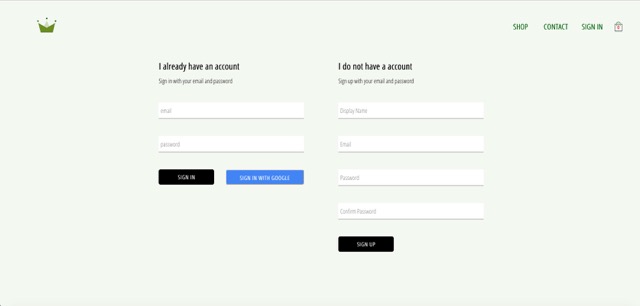 SHOP CONTACT SIGN IN 0
I already have an account
Sign in with your email and password
email
password
SIGN IN SIGN IN WITH GOOGLE
I do not have a account
Sign up with your email and password
Display Name
Email
Password
Confirm Password
SIGN UP